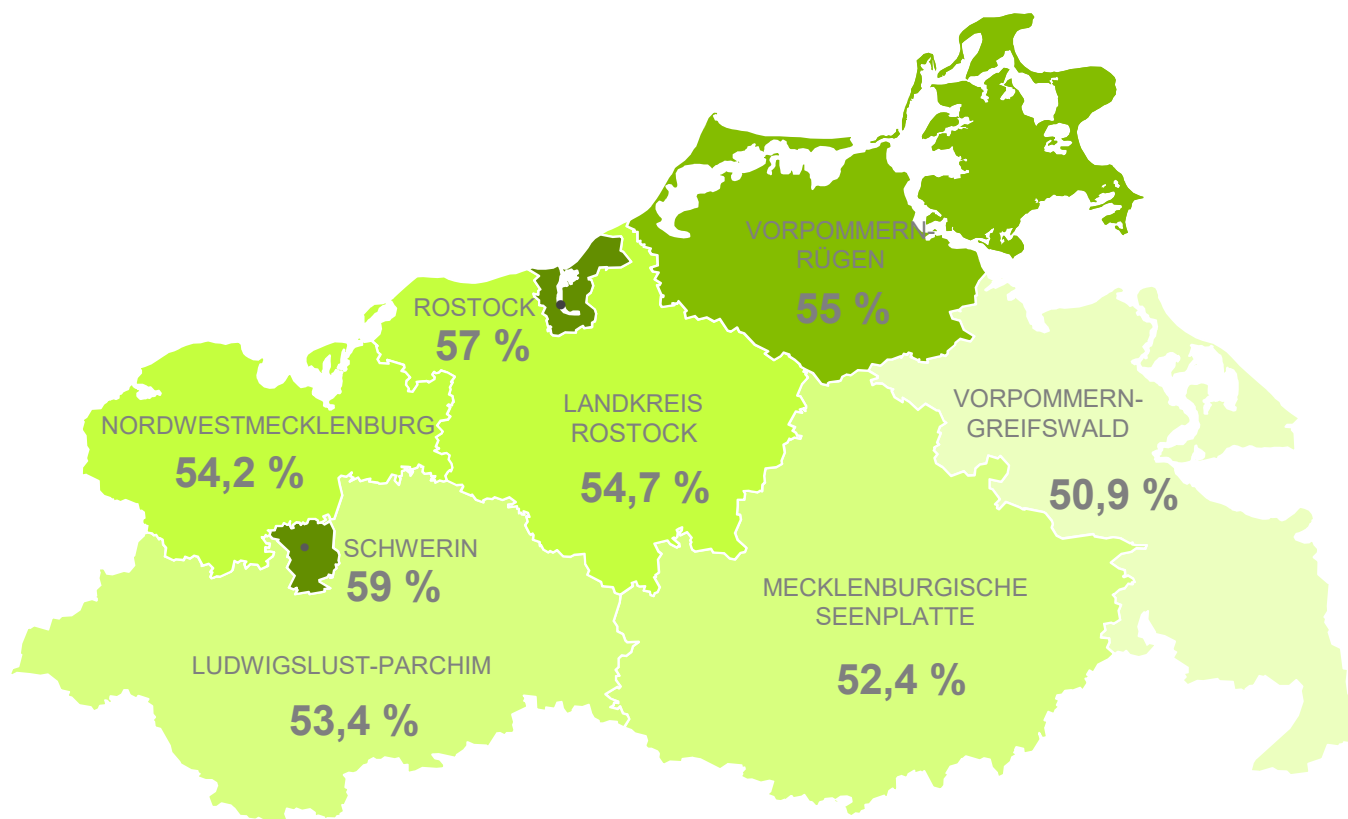 VORPOMMERN-
RÜGEN
55 %
ROSTOCK
57 %
LANDKREIS
ROSTOCK
54,7 %
NORDWESTMECKLENBURG
54,2 %
VORPOMMERN-
GREIFSWALD
50,9 %
SCHWERIN
59 %
MECKLENBURGISCHE
SEENPLATTE
52,4 %
LUDWIGSLUST-PARCHIM
53,4 %